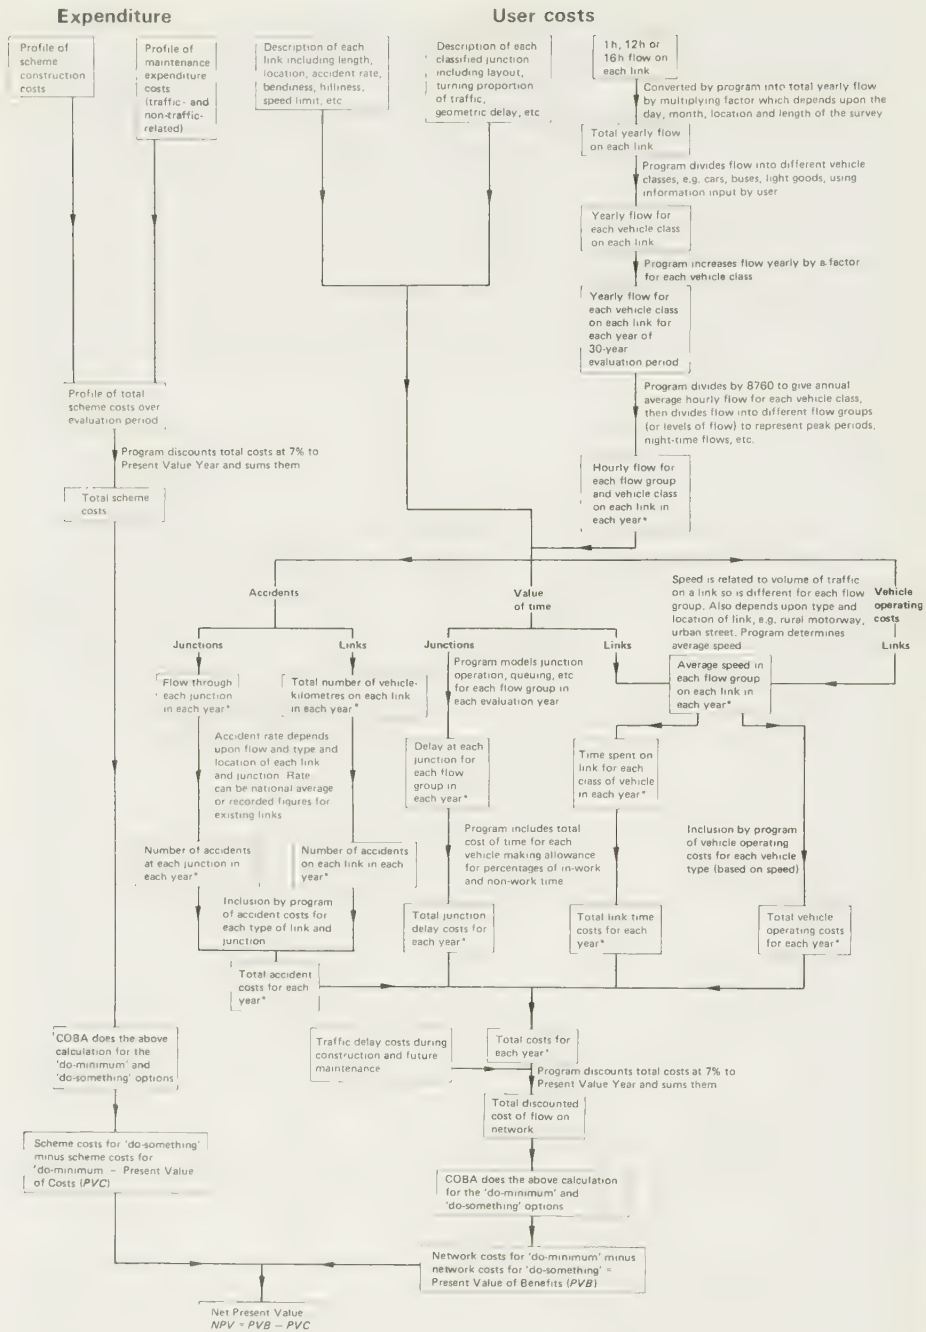 Expenditure
User costs
Profile of
scheme
construction
costs
Profile of
maintenance
expenditure
costs
(traffic- and
non-traffic-
related)
Description of each
link including length,
location, accident rate,
bendiness, hilliness,
speed limit, etc
Description of each
classified junction
including layout,
turning proportion
of traffic,
geometric delay, etc
1h, 12h or
16h flow on
each link
Converted by program into total yearly flow
by multiplying factor which depends upon the
day, month, location and length of the survey
Total yearly flow
on each link
Program divides flow into different vehicle
classes, e.g. cars, buses, light goods, using
information input by user
Yearly flow for
each vehicle class
on each link
Program increases flow yearly by a factor
for each vehicle class
Yearly flow for
each vehicle class
on each link for
each year of
30-year
evaluation period
Program divides by 8760 to give annual
average hourly flow for each vehicle class,
then divides flow into different flow groups
(or levels of flow) to represent peak periods,
night-time flows, etc.
Hourly flow for
each flow group
and vehicle class
on each link in
each year*
Profile of total
scheme costs over
evaluation period
Program discounts total costs at 7% to
Present Value Year and sums them
Total scheme
costs
Accidents
Value
of time
Speed is related to volume of traffic
on a link so is different for each flow
group. Also depends upon type and
location of link, e.g. rural motorway,
urban street. Program determines
average speed
Vehicle
operating
costs
Junctions
Links
Junctions
Links
Links
Flow through
each junction
in each year*
Total number of vehicle-
kilometres on each link
in each year*
Program models junction
operation, queuing, etc
for each flow group in
each evaluation year
Average speed in
each flow group
on each link in
each year*
Accident rate depends
upon flow and type and
location of each link
and junction. Rate
can be national average
or recorded figures for
existing links
Delay at each
junction for
each flow
group in
each year*
Time spent on
link for each
class of vehicle
in each year*
Number of accidents
at each junction in
each year*
Number of accidents
on each link in each
year*
Program includes total
cost of time for each
vehicle making allowance
for percentages of in-work
and non-work time
Inclusion by program
of vehicle operating
costs for each vehicle
type (based on speed)
Inclusion by program
of accident costs for
each type of link and
junction
Total junction
delay costs for
each year*
Total link time
costs for each
year*
Total vehicle
operating costs
for each year*
Total accident
costs for each
year*
COBA does the above
calculation for the
'do-minimum' and
'do-something' options
Traffic delay costs during
construction and future
maintenance
Total costs for
each year*
Program discounts total costs at 7% to
Present Value Year and sums them
Total discounted
cost of flow on
network
Scheme costs for 'do-something'
minus scheme costs for
'do-minimum – Present Value
of Costs (PVC)
COBA does the above calculation
for the 'do-minimum' and
'do-something' options
Network costs for 'do-minimum' minus
network costs for 'do-something' =
Present Value of Benefits (PVB)
Net Present Value
NPV = PVB – PVC